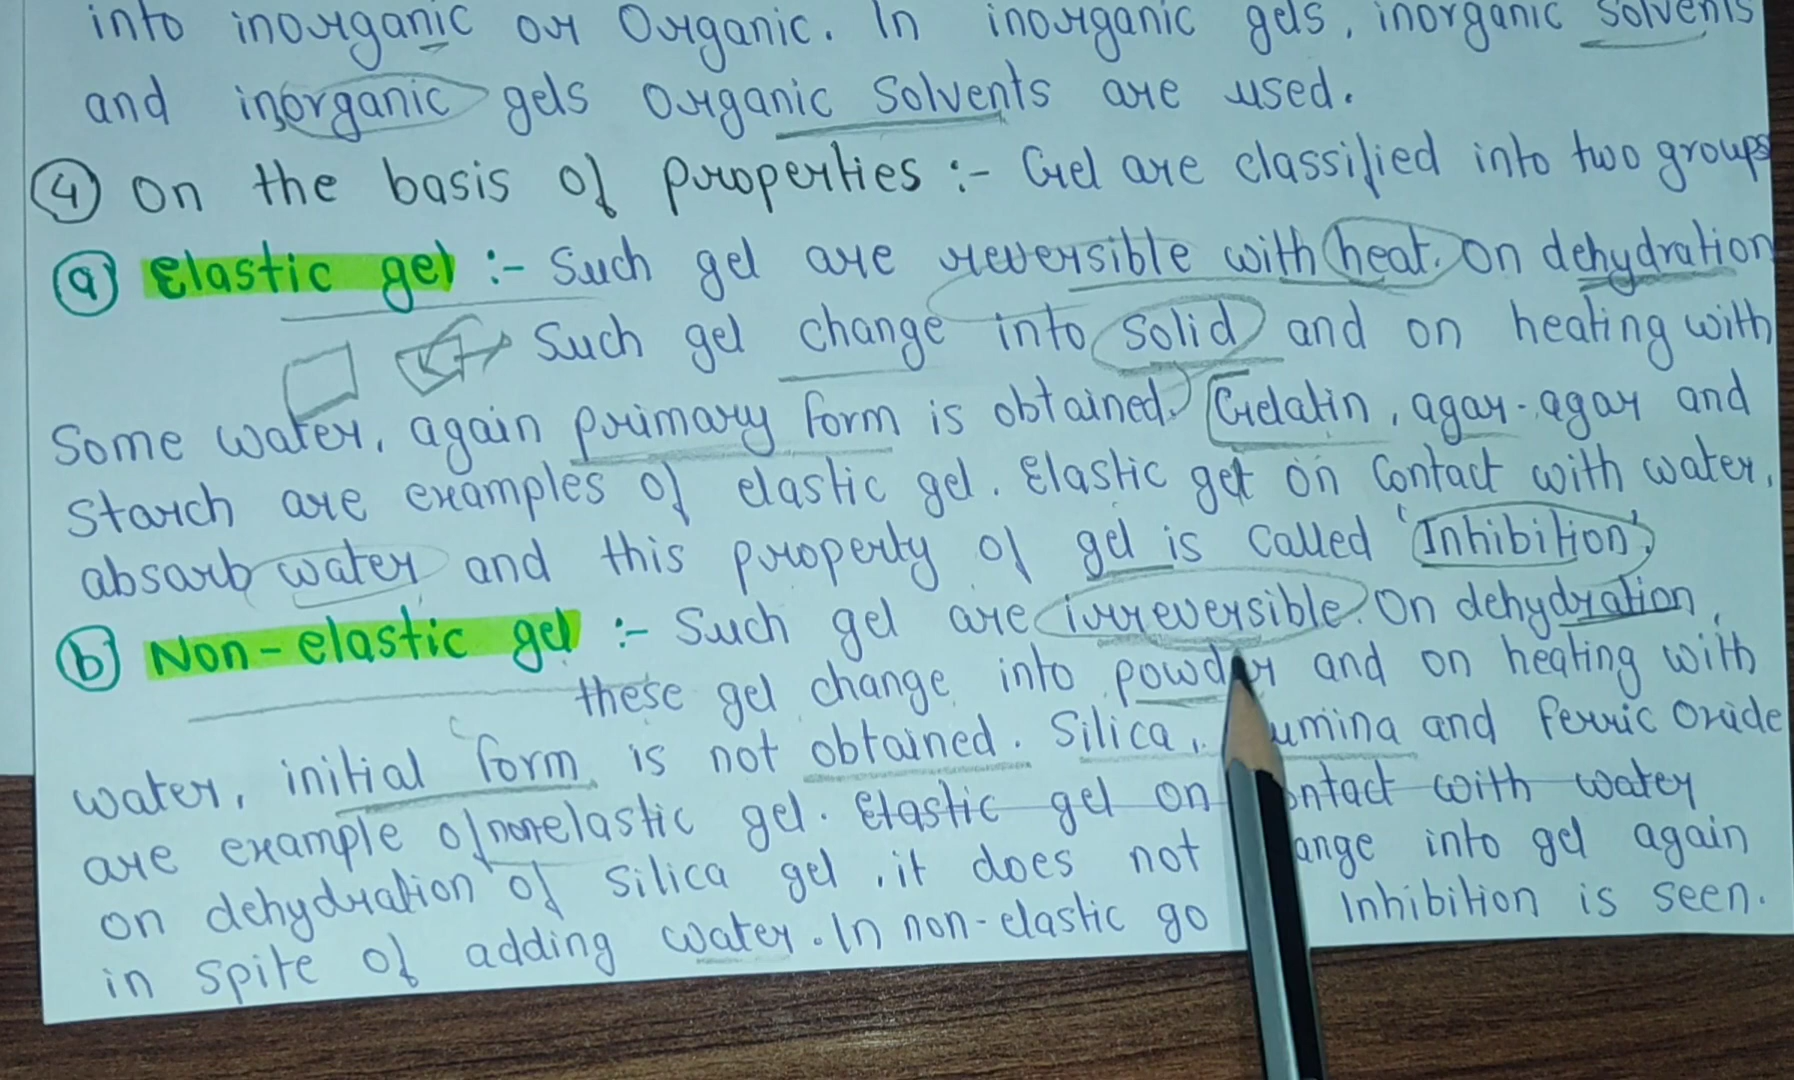 into inorganic or Organic. In inorganic gels, inorganic solvents
and inorganic gels organic solvents are used.
④ On the basis of properties :- Gel are classified into two groups
ⓐ Elastic gel :- Such gel are reversible with heat. On dehydration
Such gel change into solid and on heating with
Some water, again primary form is obtained. Gelatin, agar-agar and
starch are examples of elastic gel. Elastic gel on Contact with water,
absarb water and this property of gel is called 'Inhibition'.
ⓑ Non-elastic gel :- Such gel are irreversible. On dehydration,
these gel change into powder and on heating with
water, initial form is not obtained. Silica, umina and Ferric Oxide
are example of nonelastic gel. Elastic gel on ntact with water
on dehydration of silica gel, it does not ange into gel again
in spite of adding water. In non-elastic Inhibition is seen.